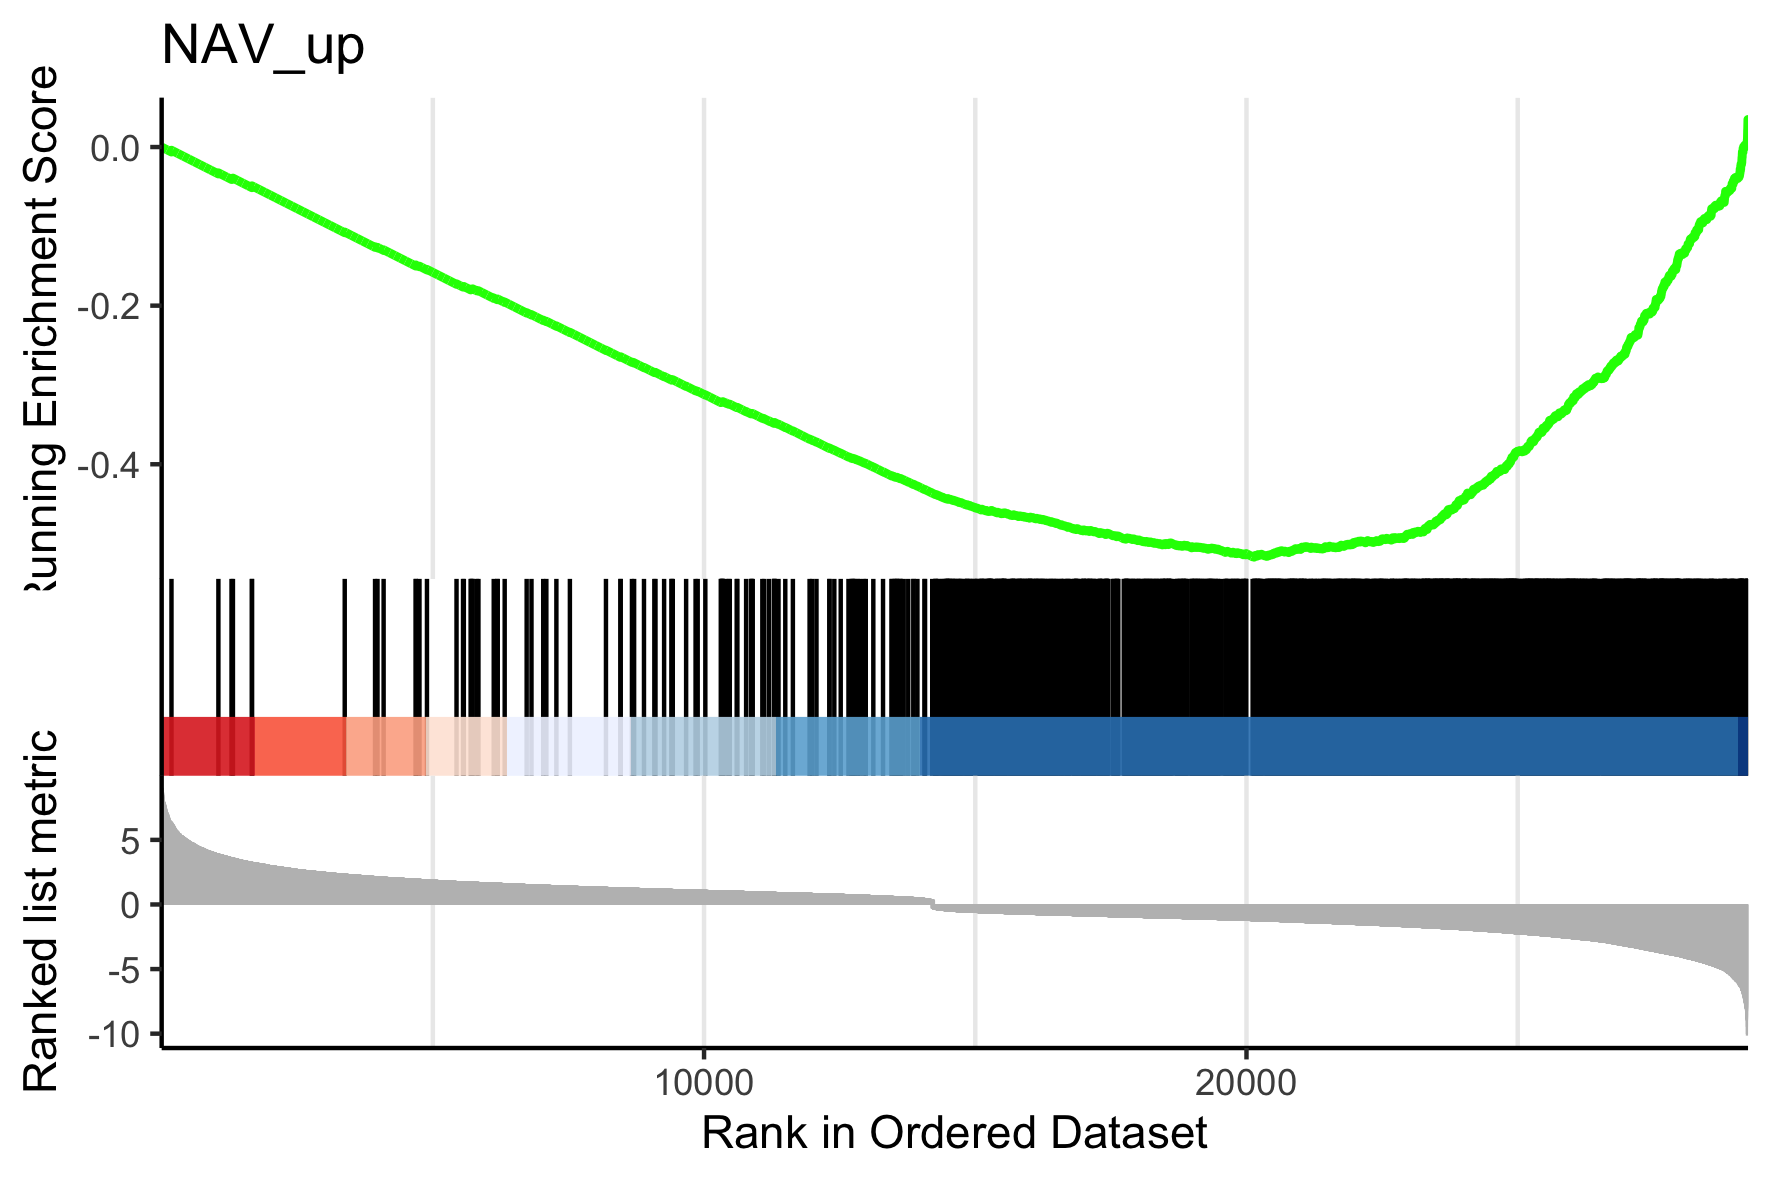 NAV_up
Running Enrichment Score
0.0
-0.2
-0.4
Ranked list metric
5
0
-5
-10
10000
20000
Rank in Ordered Dataset